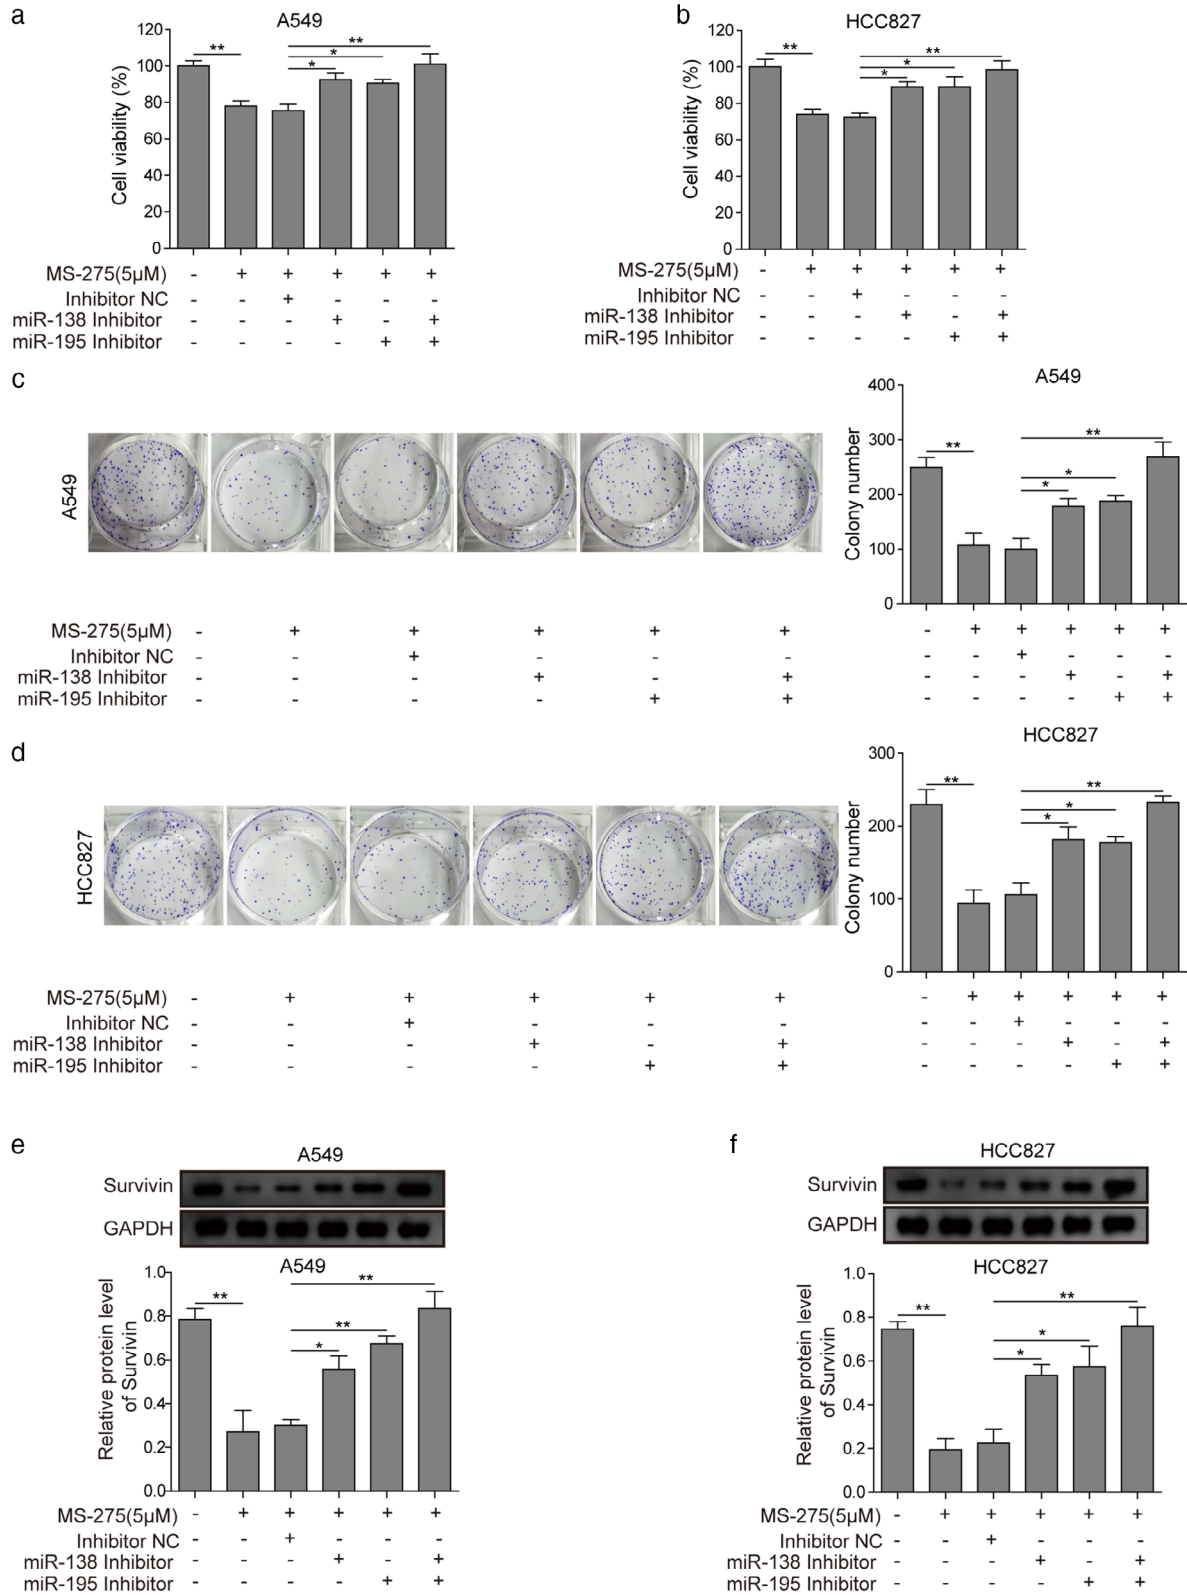 a
A549
120
100
80
60
40
20
0
Cell viability (%)
** ** * *
MS-275(5μM) - + + + + +
Inhibitor NC - - + - - -
miR-138 Inhibitor - - - + - +
miR-195 Inhibitor - - - - + +
b
HCC827
120
100
80
60
40
20
0
Cell viability (%)
** ** * *
MS-275(5μM) - + + + + +
Inhibitor NC - - + - - -
miR-138 Inhibitor - - - + - +
miR-195 Inhibitor - - - - + +
c
A549
MS-275(5μM) - + + + + +
Inhibitor NC - - + - - -
miR-138 Inhibitor - - - + - +
miR-195 Inhibitor - - - - + +
A549
400
300
200
100
0
Colony number
** ** * *
- + + + + +
- - + - - -
- - - + - +
- - - - + +
d
HCC827
MS-275(5μM) - + + + + +
Inhibitor NC - - + - - -
miR-138 Inhibitor - - - + - +
miR-195 Inhibitor - - - - + +
HCC827
300
200
100
0
Colony number
** ** * *
- + + + + +
- - + - - -
- - - + - +
- - - - + +
e
A549
Survivin
GAPDH
A549
1.0
0.8
0.6
0.4
0.2
0.0
Relative protein level
of Survivin
** ** ** *
MS-275(5μM) - + + + + +
Inhibitor NC - - + - - -
miR-138 Inhibitor - - - + - +
miR-195 Inhibitor - - - - + +
f
HCC827
Survivin
GAPDH
HCC827
1.0
0.8
0.6
0.4
0.2
0.0
Relative protein level
of Survivin
** ** * *
MS-275(5μM) - + + + + +
Inhibitor NC - - + - - -
miR-138 Inhibitor - - - + - +
miR-195 Inhibitor - - - - + +